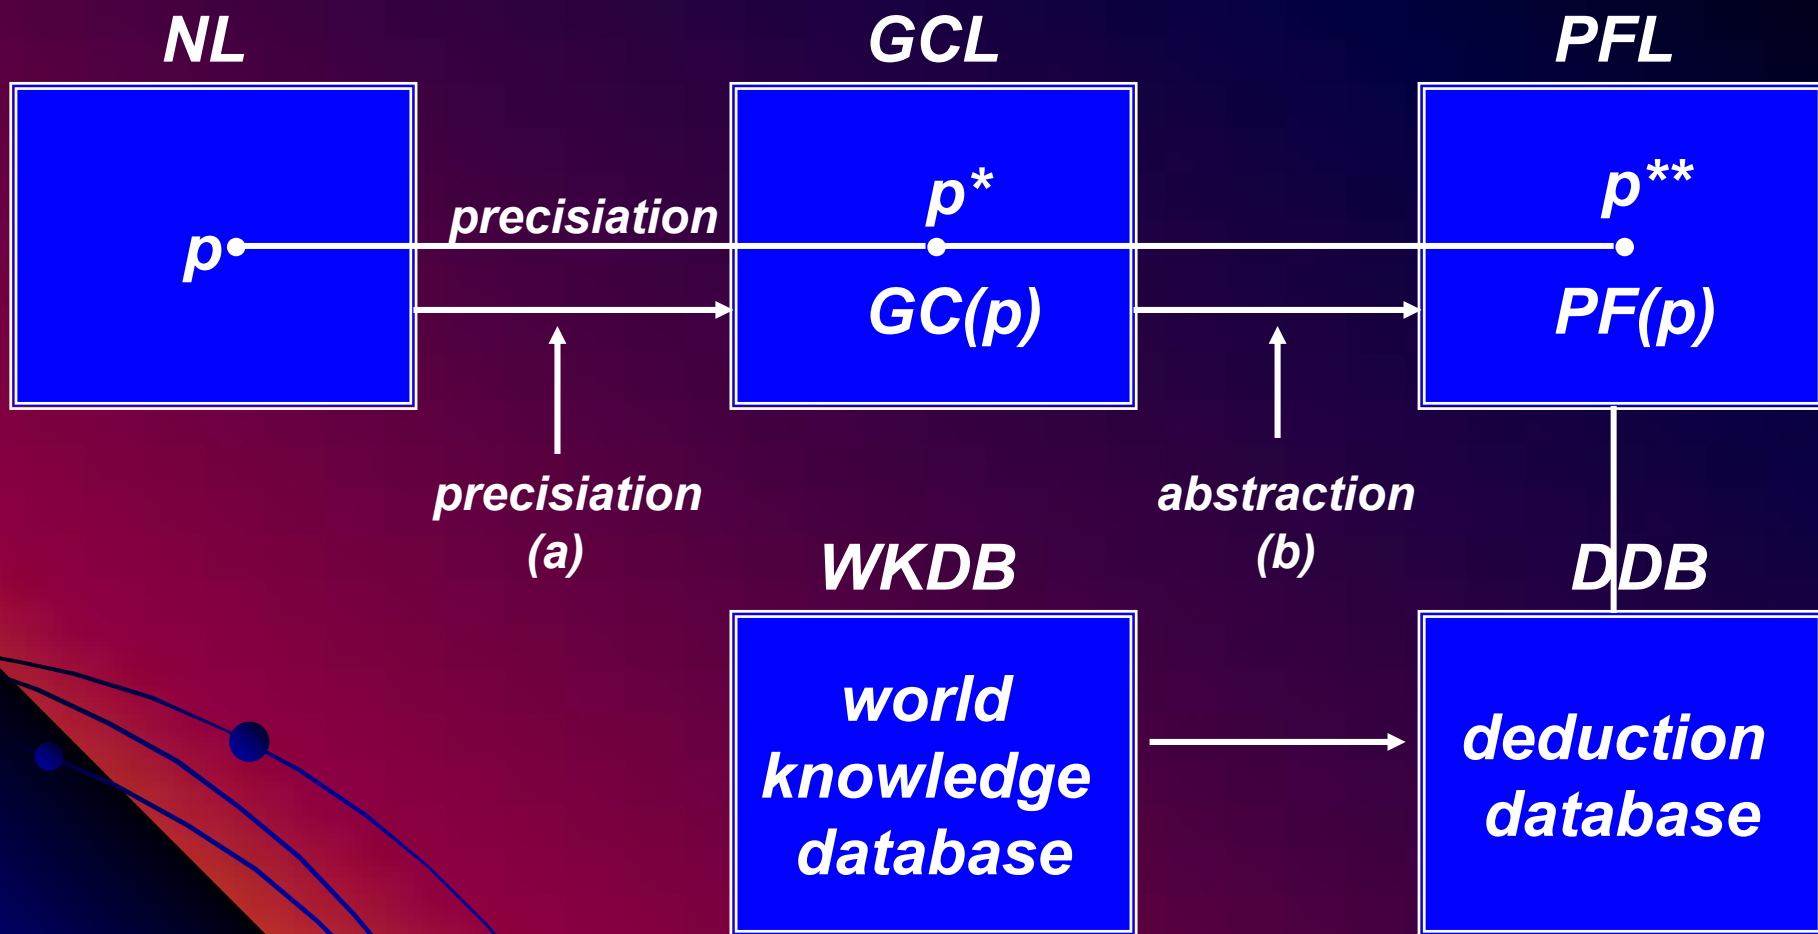 NL
GCL
PFL
p
precisiation
p*
GC(p)
p**
PF(p)
precisiation
(a)
abstraction
(b)
WKDB
DDB
world
knowledge
database
deduction
database